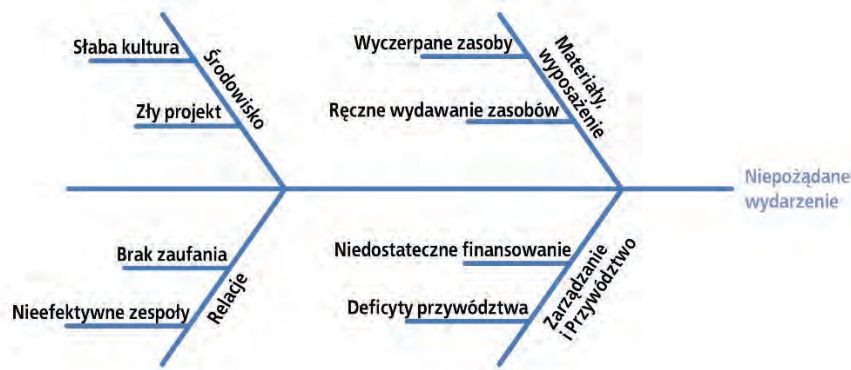 Słaba kultura
Zły projekt
Środowisko
Wyczerpane zasoby
Ręczne wydawanie zasobów
Materiały,
wyposażenie
Niepożądane
wydarzenie
Brak zaufania
Nieefektywne zespoły
Relacje
Niedostateczne finansowanie
Deficyty przywództwa
Zarządzanie
i Przywództwo